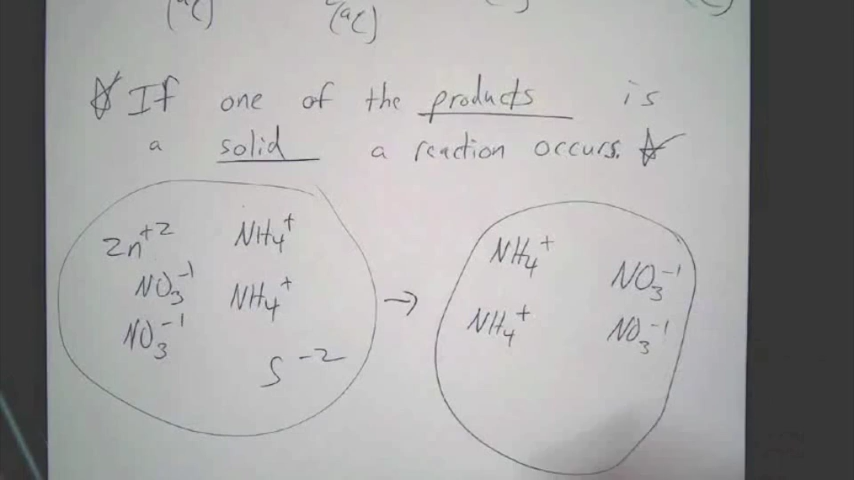 (aq)
☆ If one of the products is
a solid a reaction occurs. ☆
Zn+2 NH4+
NO3-1 NH4+
NO3-1
S-2
→
NH4+ NO3-1
NH4+ NO3-1